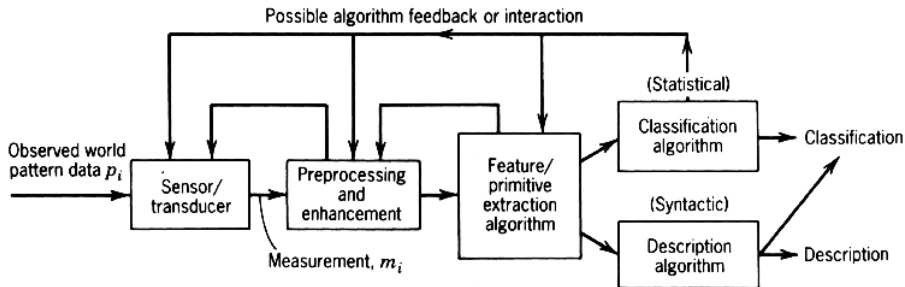 Possible algorithm feedback or interaction
(Statistical)
Classification
algorithm
Classification
Observed world
pattern data p_i
Sensor/
transducer
Preprocessing
and
enhancement
Feature/
primitive
extraction
algorithm
(Syntactic)
Description
algorithm
Description
Measurement, m_i